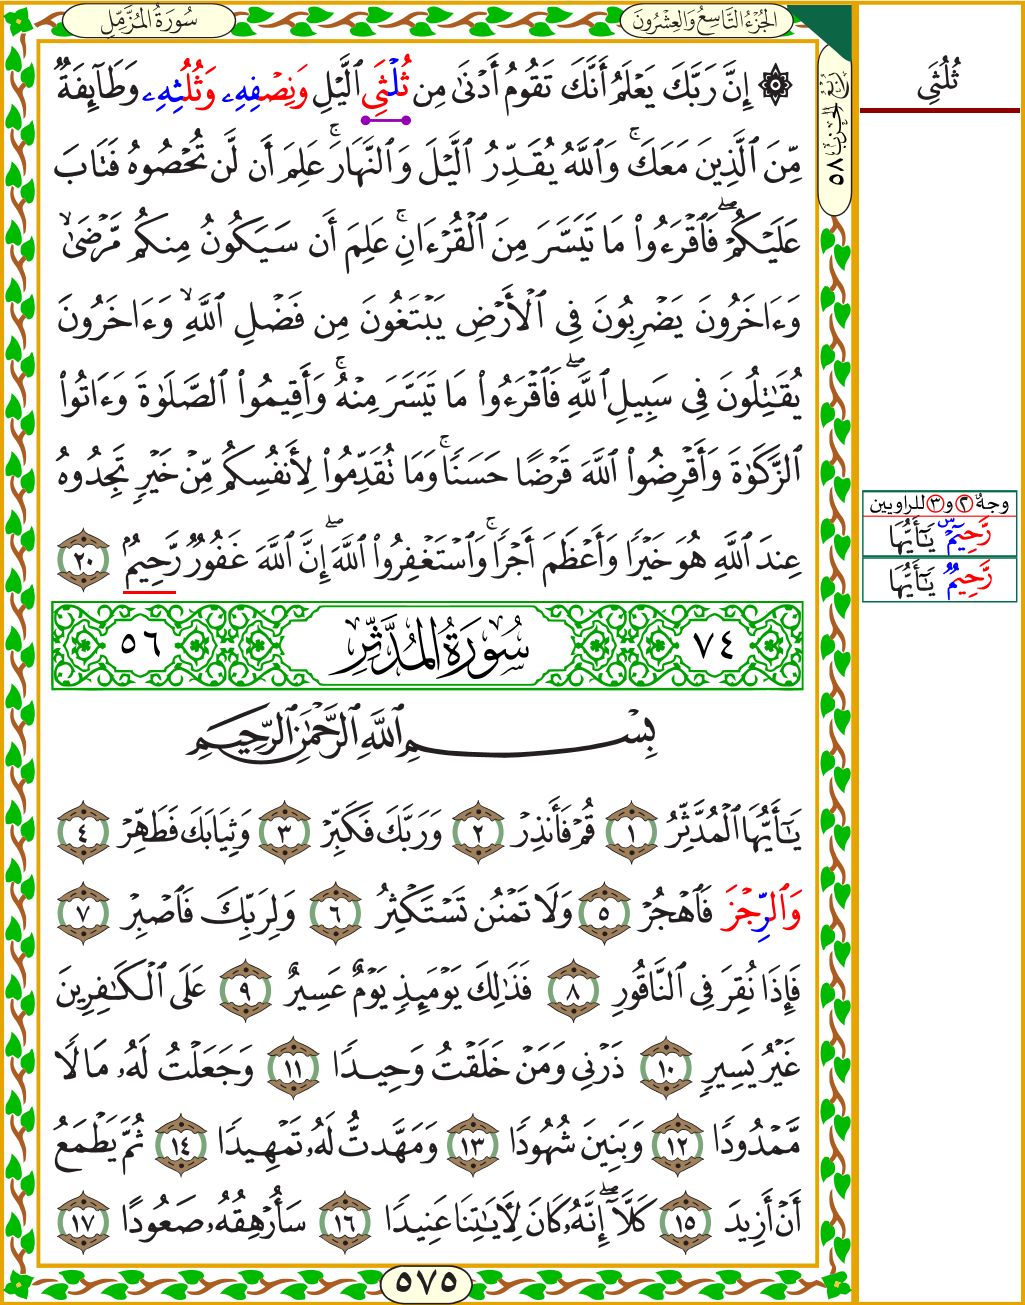 سُورَةُ الْمُزَّمِّلِ
الْجُزْءُ التَّاسِعُ وَالْعِشْرُونَ
ثُلُثَىِ
۞ إِنَّ رَبَّكَ يَعْلَمُ أَنَّكَ تَقُومُ أَدْنَىٰ مِن ثُلُثَىِ ٱلَّيْلِ وَنِصْفِهِۦ وَثُلُثِهِۦ وَطَآئِفَةٌ
مِّنَ ٱلَّذِينَ مَعَكَۚ وَٱللَّهُ يُقَدِّرُ ٱلَّيْلَ وَٱلنَّهَارَۚ عَلِمَ أَن لَّن تُحْصُوهُ فَتَابَ
عَلَيْكُمْۖ فَٱقْرَءُوا۟ مَا تَيَسَّرَ مِنَ ٱلْقُرْءَانِۚ عَلِمَ أَن سَيَكُونُ مِنكُم مَّرْضَىٰۙ
وَءَاخَرُونَ يَضْرِبُونَ فِى ٱلْأَرْضِ يَبْتَغُونَ مِن فَضْلِ ٱللَّهِۙ وَءَاخَرُونَ
يُقَٰتِلُونَ فِى سَبِيلِ ٱللَّهِۖ فَٱقْرَءُوا۟ مَا تَيَسَّرَ مِنْهُۚ وَأَقِيمُوا۟ ٱلصَّلَوٰةَ وَءَاتُوا۟
ٱلزَّكَوٰةَ وَأَقْرِضُوا۟ ٱللَّهَ قَرْضًا حَسَنًاۚ وَمَا تُقَدِّمُوا۟ لِأَنفُسِكُم مِّنْ خَيْرٍ تَجِدُوهُ
عِندَ ٱللَّهِ هُوَ خَيْرًا وَأَعْظَمَ أَجْرًاۚ وَٱسْتَغْفِرُوا۟ ٱللَّهَۖ إِنَّ ٱللَّهَ غَفُورٌ رَّحِيمٌۢ ٢٠
وجه ٢ و ٣ للراويين
رَّحِيمٌ يَٰٓأَيُّهَا
رَّحِيمٌۢ يَٰٓأَيُّهَا
٧٤ سُورَةُ الْمُدَّثِّرِ ٥٦
بِسْمِ ٱللَّهِ ٱلرَّحْمَٰنِ ٱلرَّحِيمِ
يَٰٓأَيُّهَا ٱلْمُدَّثِّرُ ١ قُمْ فَأَنذِرْ ٢ وَرَبَّكَ فَكَبِّرْ ٣ وَثِيَابَكَ فَطَهِّرْ ٤
وَٱلرِّجْزَ فَٱهْجُرْ ٥ وَلَا تَمْنُن تَسْتَكْثِرُ ٦ وَلِرَبِّكَ فَٱصْبِرْ ٧
فَإِذَا نُقِرَ فِى ٱلنَّاقُورِ ٨ فَذَٰلِكَ يَوْمَئِذٍ يَوْمٌ عَسِيرٌ ٩ عَلَى ٱلْكَٰفِرِينَ
غَيْرُ يَسِيرٍ ١٠ ذَرْنِى وَمَنْ خَلَقْتُ وَحِيدًا ١١ وَجَعَلْتُ لَهُۥ مَالًا
مَّمْدُودًا ١٢ وَبَنِينَ شُهُودًا ١٣ وَمَهَّدتُّ لَهُۥ تَمْهِيدًا ١٤ ثُمَّ يَطْمَعُ
أَنْ أَزِيدَ ١٥ كَلَّآۖ إِنَّهُۥ كَانَ لِءَايَٰتِنَا عَنِيدًا ١٦ سَأُرْهِقُهُۥ صَعُودًا ١٧
٥٧٥